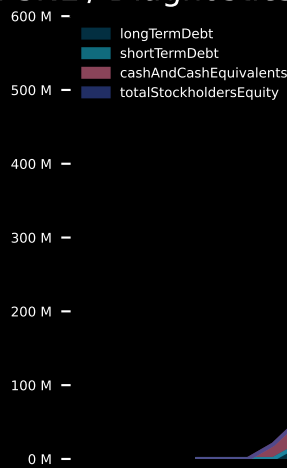 600 M
longTermDebt
shortTermDebt
cashAndCashEquivalents
totalStockholdersEquity
500 M
400 M
300 M
200 M
100 M
0 M